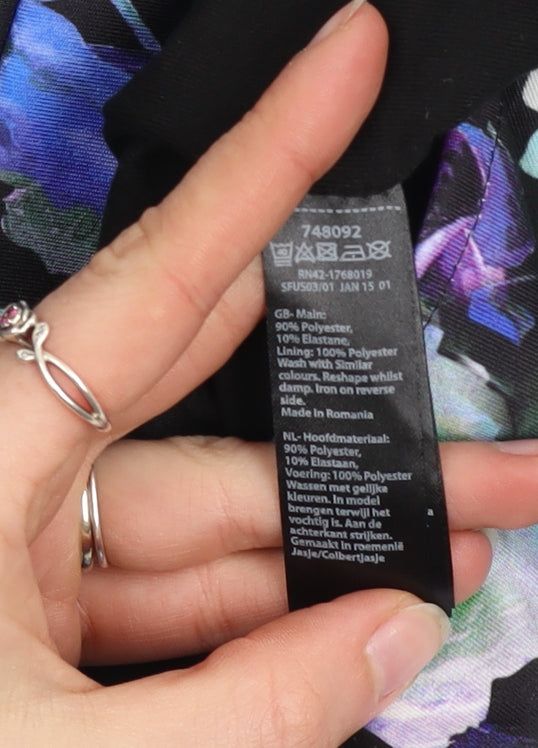 748092
40
RN42-1768019
SFUS03/01 JAN 15 01
GB- Main:
90% Polyester,
10% Elastane,
Lining: 100% Polyester
Wash with Similar
colours. Reshape whilst
damp. Iron on reverse
side.
Made in Romania
NL- Hoofdmateriaal:
90% Polyester,
10% Elastaan,
Voering: 100% Polyester
Wassen met gelijke
kleuren. In model
brengen terwijl het
vochtig is. Aan de
achterkant strijken.
Gemaakt in roemenië
Jasje/Colbertjasje
a